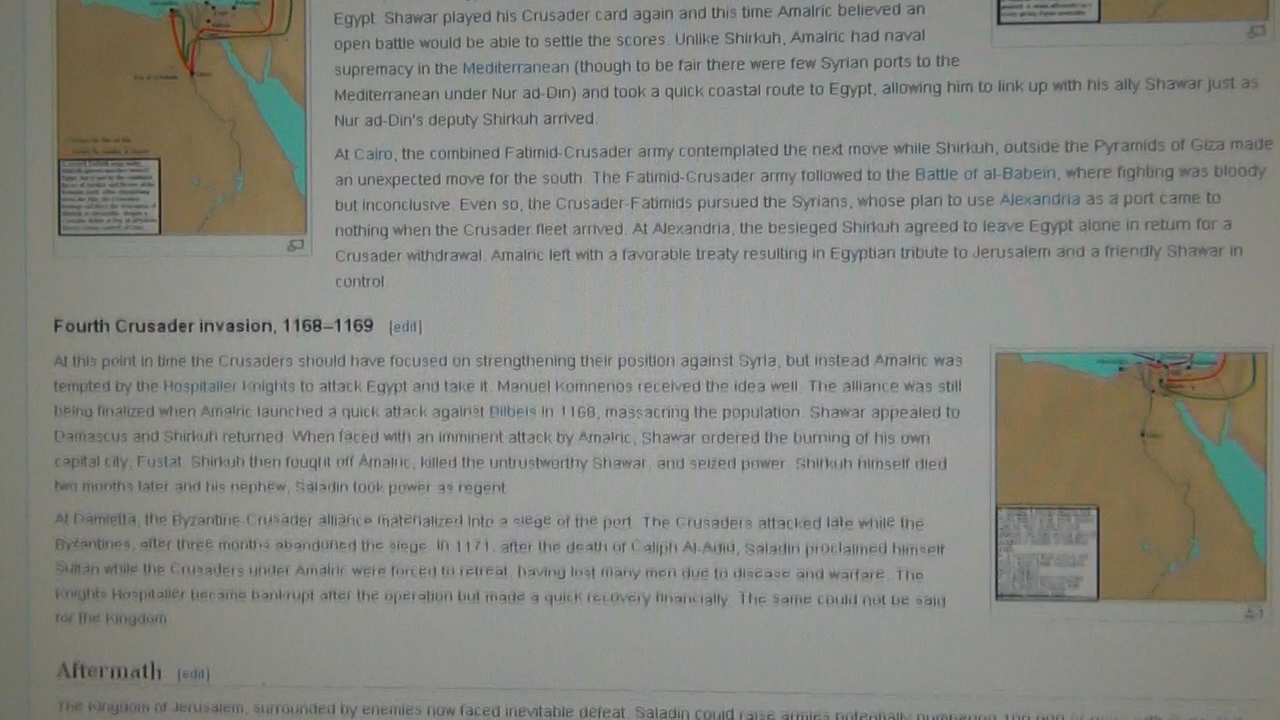 Egypt. Shawar played his Crusader card again and this time Amalric believed an
open battle would be able to settle the scores. Unlike Shirkuh, Amalric had naval
supremacy in the Mediterranean (though to be fair there were few Syrian ports to the
Mediterranean under Nur ad-Din) and took a quick coastal route to Egypt, allowing him to link up with his ally Shawar just as
Nur ad-Din's deputy Shirkuh arrived.
At Cairo, the combined Fatimid-Crusader army contemplated the next move while Shirkuh, outside the Pyramids of Giza made
an unexpected move for the south. The Fatimid-Crusader army followed to the Battle of al-Babein, where fighting was bloody
but inconclusive. Even so, the Crusader-Fatimids pursued the Syrians, whose plan to use Alexandria as a port came to
nothing when the Crusader fleet arrived. At Alexandria, the besieged Shirkuh agreed to leave Egypt alone in return for a
Crusader withdrawal. Amalric left with a favorable treaty resulting in Egyptian tribute to Jerusalem and a friendly Shawar in
control.
Fourth Crusader invasion, 1168–1169 [edit]
At this point in time the Crusaders should have focused on strengthening their position against Syria, but instead Amalric was
tempted by the Hospitaller Knights to attack Egypt and take it. Manuel Komnenos received the idea well. The alliance was still
being finalized when Amalric launched a quick attack against Bilbeis in 1168, massacring the population. Shawar appealed to
Damascus and Shirkuh returned. When faced with an imminent attack by Amalric, Shawar ordered the burning of his own
capital city, Fustat. Shirkuh then fought off Amalric, killed the untrustworthy Shawar, and seized power. Shirkuh himself died
two months later and his nephew, Saladin took power as regent.
At Damietta, the Byzantine-Crusader alliance materialized into a siege of the port. The Crusaders attacked late while the
Byzantines, after three months abandoned the siege. In 1171, after the death of Caliph Al-Adid, Saladin proclaimed himself
Sultan while the Crusaders under Amalric were forced to retreat, having lost many men due to disease and warfare. The
Knights Hospitaller became bankrupt after the operation but made a quick recovery financially. The same could not be said
for the Kingdom.
Aftermath [edit]
The Kingdom of Jerusalem, surrounded by enemies now faced inevitable defeat. Saladin could raise armies potentially numbering